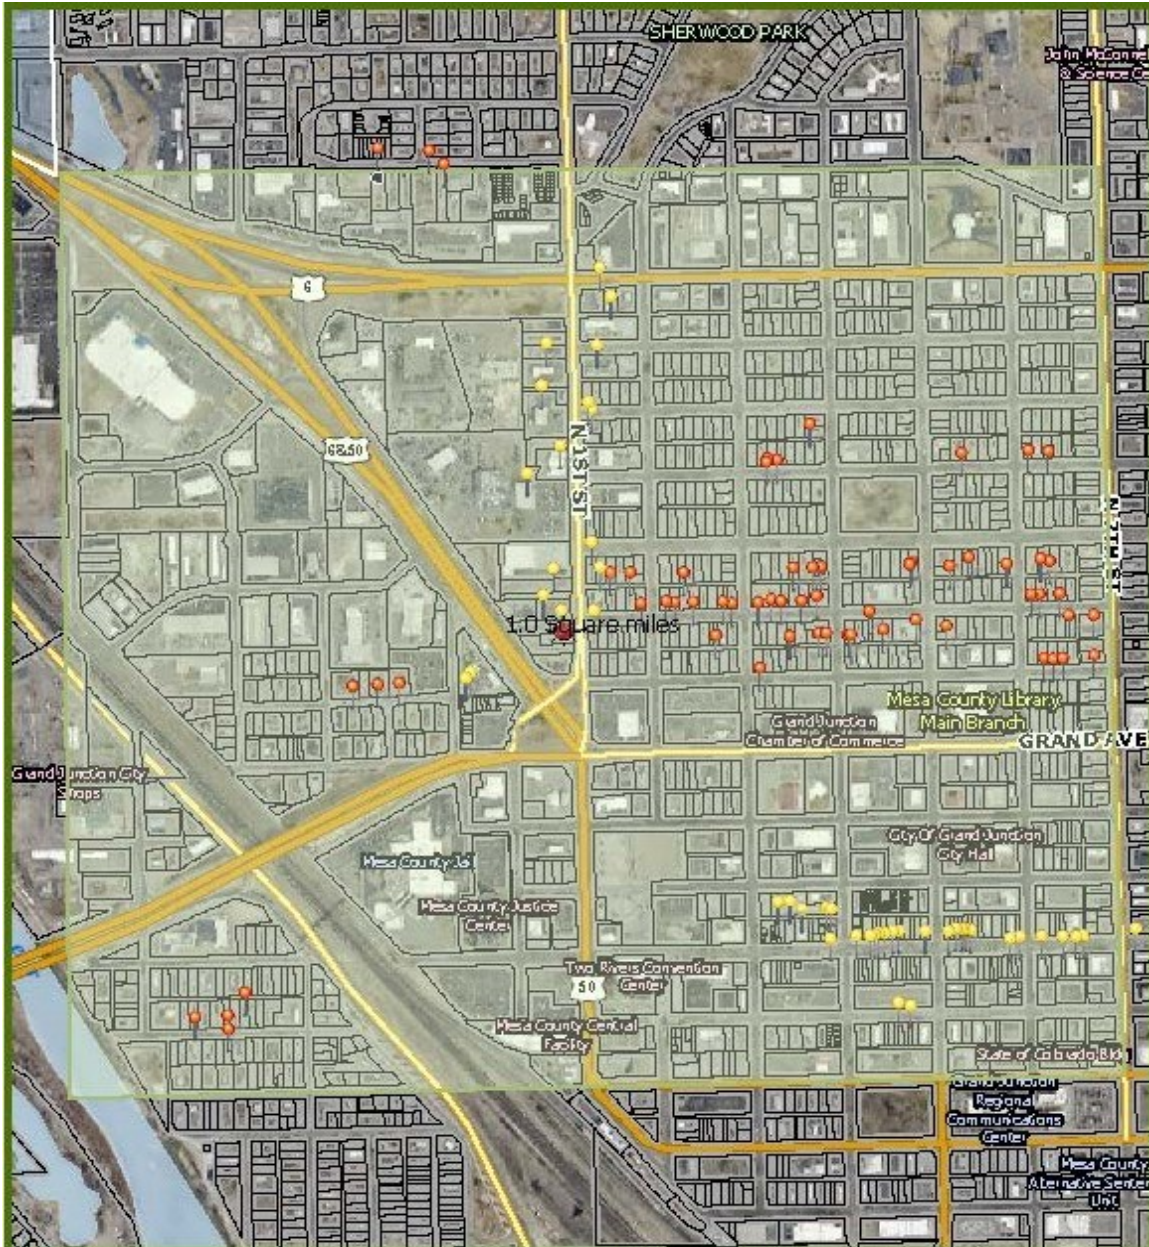 SHERWOOD PARK
John McConnel
& Science Ce
6
6&50
N 1ST ST
N 7TH ST
1.0 Square miles
Mesa County Library
Main Branch
Grand Junction
Chamber of Commerce
GRAND AVE
Grand Junction City
Shops
City Of Grand Junction
City Hall
Mesa County Jail
Mesa County Justice
Center
Two Rivers Convention
Center
50
Mesa County Central
Facility
State of Colorado Bldg
Grand Junction
Regional
Communications
Center
Mesa County
Alternative Senten
Unit